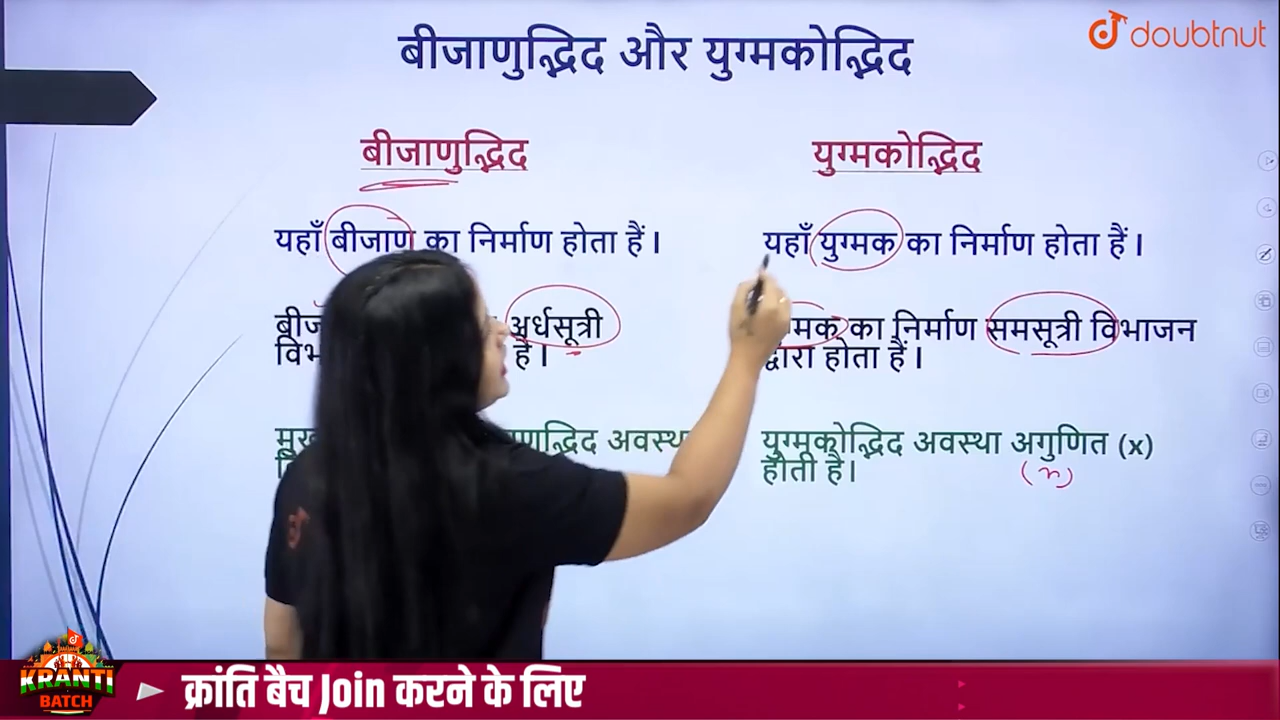 बीजाणुद्भिद और युग्मकोद्भिद
doubtnut
बीजाणुद्भिद
युग्मकोद्भिद
यहाँ बीजाणु का निर्माण होता हैं।
यहाँ युग्मक का निर्माण होता हैं।
अर्धसूत्री
है।
का निर्माण समसूत्री विभाजन
द्वारा होता हैं।
अवस्था
युग्मकोद्भिद अवस्था अगुणित (x)
होती है।
(n)
KRANTI
BATCH
क्रांति बैच Join करने के लिए